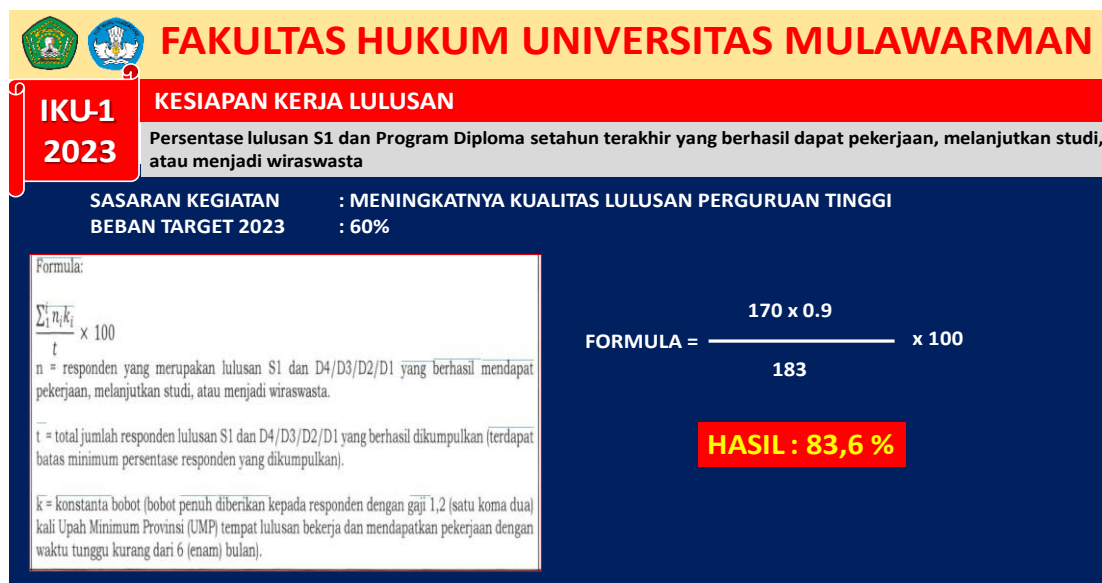 FAKULTAS HUKUM UNIVERSITAS MULAWARMAN
IKU-1
2023
KESIAPAN KERJA LULUSAN
Persentase lulusan S1 dan Program Diploma setahun terakhir yang berhasil dapat pekerjaan, melanjutkan studi,
atau menjadi wiraswasta
SASARAN KEGIATAN : MENINGKATNYA KUALITAS LULUSAN PERGURUAN TINGGI
BEBAN TARGET 2023 : 60%
Formula:
∑₁ⁱ nᵢkᵢ
t
× 100
n = responden yang merupakan lulusan S1 dan D4/D3/D2/D1 yang berhasil mendapat
pekerjaan, melanjutkan studi, atau menjadi wiraswasta.
t = total jumlah responden lulusan S1 dan D4/D3/D2/D1 yang berhasil dikumpulkan (terdapat
batas minimum persentase responden yang dikumpulkan).
k = konstanta bobot (bobot penuh diberikan kepada responden dengan gaji 1,2 (satu koma dua)
kali Upah Minimum Provinsi (UMP) tempat lulusan bekerja dan mendapatkan pekerjaan dengan
waktu tunggu kurang dari 6 (enam) bulan).
170 x 0.9
FORMULA = x 100
183
HASIL : 83,6 %